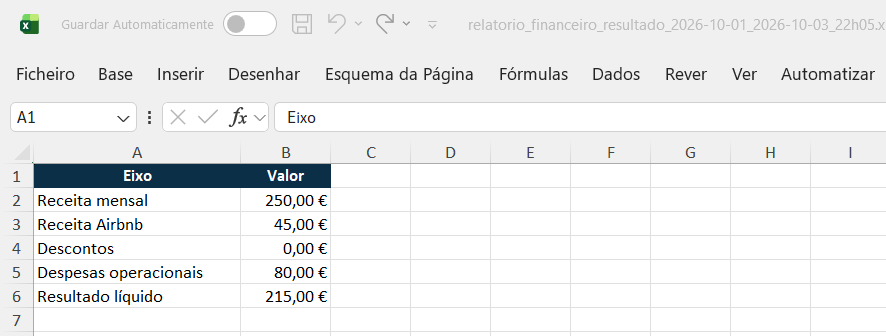 Guardar Automaticamente relatorio_financeiro_resultado_2026-10-01_2026-10-03_22h05.x
Ficheiro Base Inserir Desenhar Esquema da Página Fórmulas Dados Rever Ver Automatizar
A1 fx Eixo
A B C D E F G H I
1 Eixo Valor
2 Receita mensal 250,00 €
3 Receita Airbnb 45,00 €
4 Descontos 0,00 €
5 Despesas operacionais 80,00 €
6 Resultado líquido 215,00 €
7